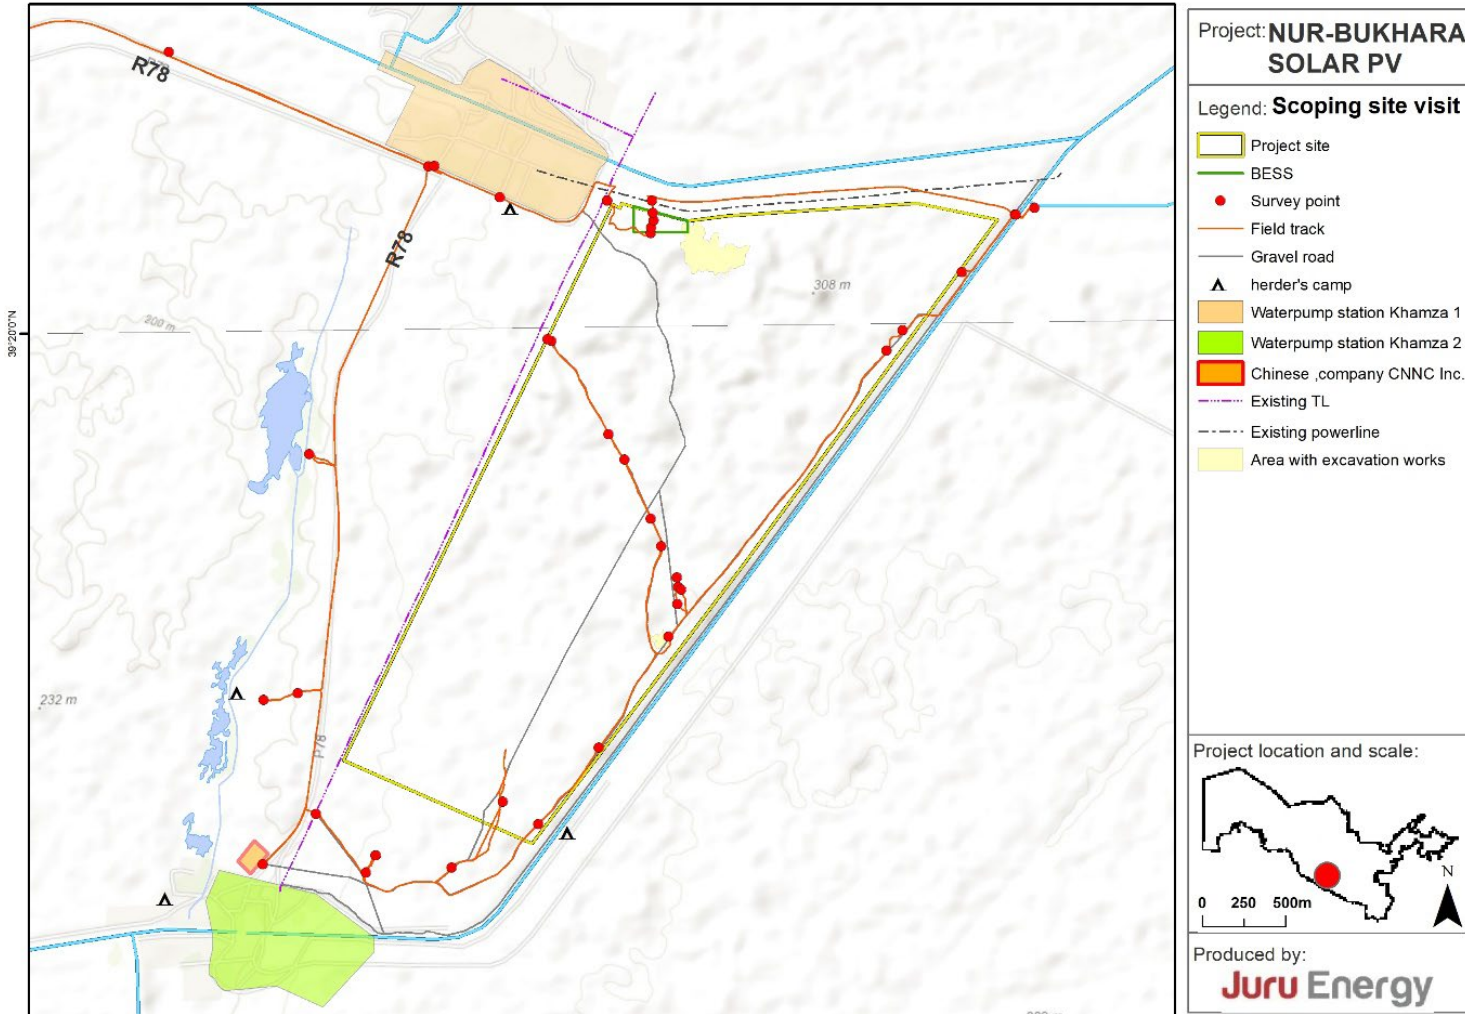 R78
R78
308 m
39°20'0"N
200 m
232 m
P78
Project: NUR-BUKHARA
SOLAR PV
Legend: Scoping site visit
Project site
BESS
Survey point
Field track
Gravel road
herder's camp
Waterpump station Khamza 1
Waterpump station Khamza 2
Chinese ,company CNNC Inc.
Existing TL
Existing powerline
Area with excavation works
Project location and scale:
N
0 250 500m
Produced by:
Juru Energy